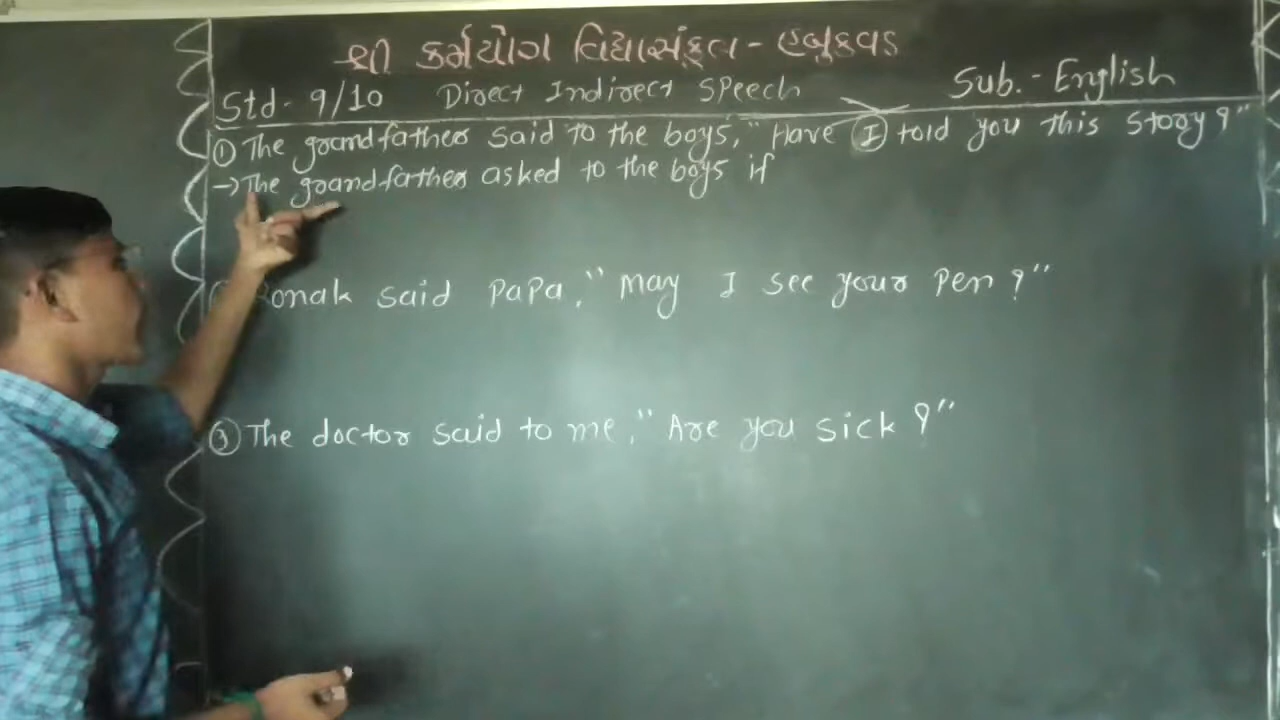 શ્રી કર્મયોગ વિદ્યાસંકુલ - હબુકવડ
Std - 9/10 Direct Indirect Speech Sub. - English
① The grandfather said to the boys, "Have I told you this story?"
→ The grandfather asked to the boys if
Ronak said PaPa, "May I see your Pen?"
③ The doctor said to me, "Are you sick?"